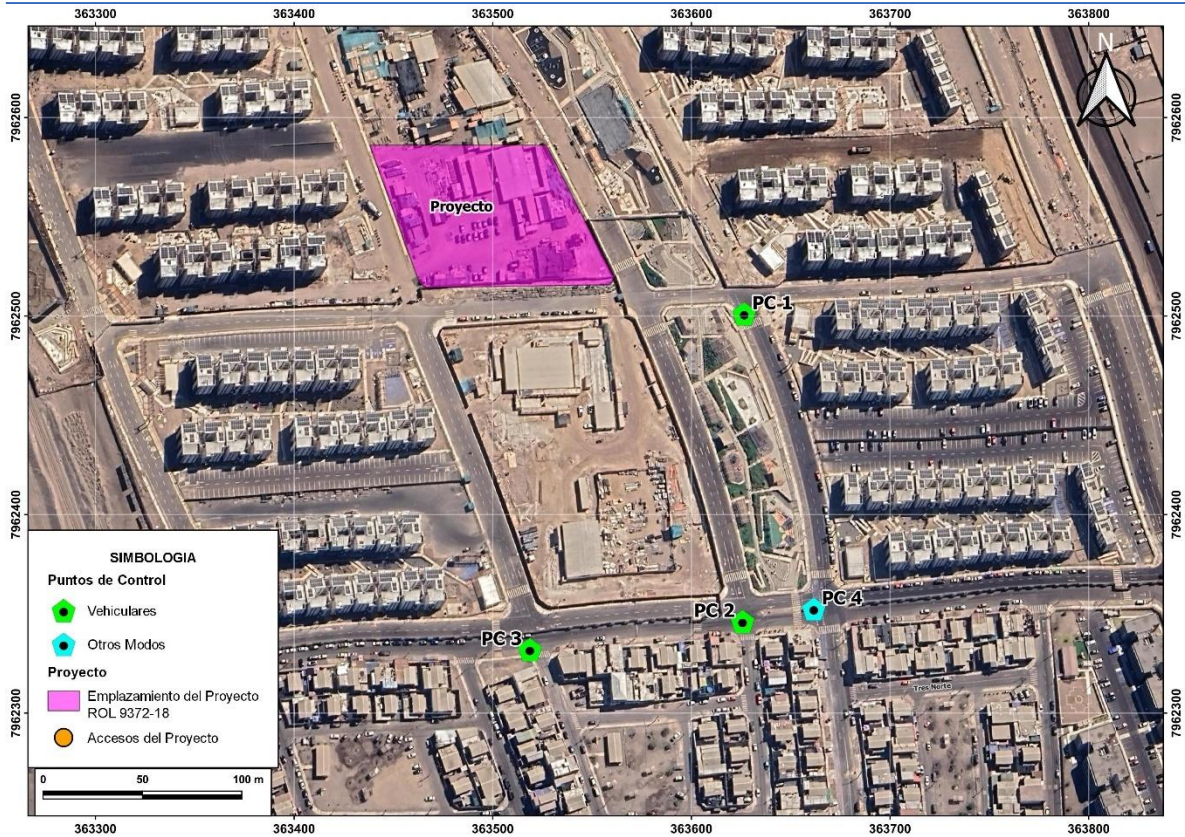 363300 363400 363500 363600 363700 363800
N
7962600 7962600
Proyecto
7962500 7962500
PC 1
7962400 7962400
SIMBOLOGIA
Puntos de Control
Vehiculares
Otros Modos
Proyecto
Emplazamiento del Proyecto
ROL 9372-18
Accesos del Proyecto
0 50 100 m
PC 2
PC 4
PC 3
Tres Norte
7962300 7962300
363300 363400 363500 363600 363700 363800